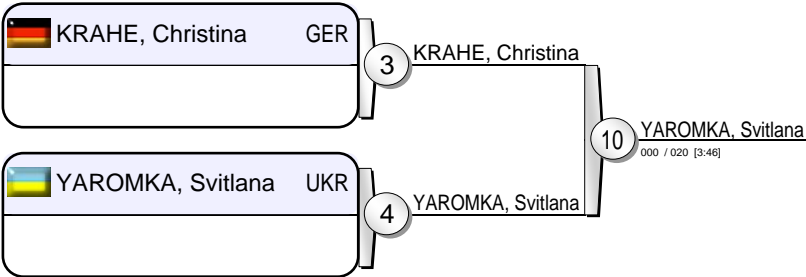 KRAHE, Christina GER
3
KRAHE, Christina
10
YAROMKA, Svitlana
000 / 020 [3:46]
YAROMKA, Svitlana UKR
4
YAROMKA, Svitlana